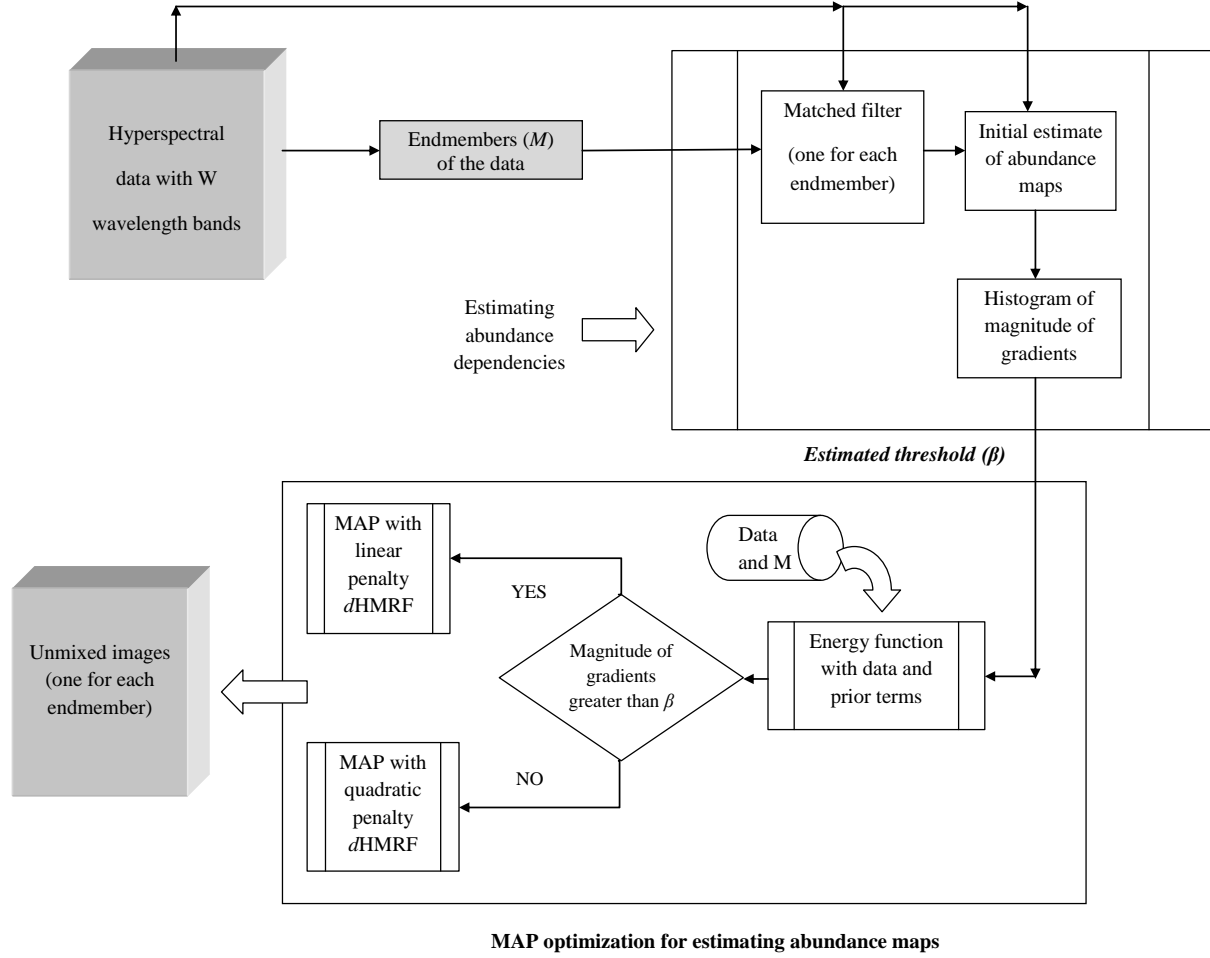 Hyperspectral
data with W
wavelength bands
Endmembers (M)
of the data
Matched filter
(one for each
endmember)
Initial estimate
of abundance
maps
Estimating
abundance
dependencies
Histogram of
magnitude of
gradients
Estimated threshold (β)
MAP with
linear
penalty
dHMRF
YES
Data
and M
Energy function
with data and
prior terms
Magnitude of
gradients
greater than β
Unmixed images
(one for each
endmember)
NO
MAP with
quadratic
penalty
dHMRF
MAP optimization for estimating abundance maps